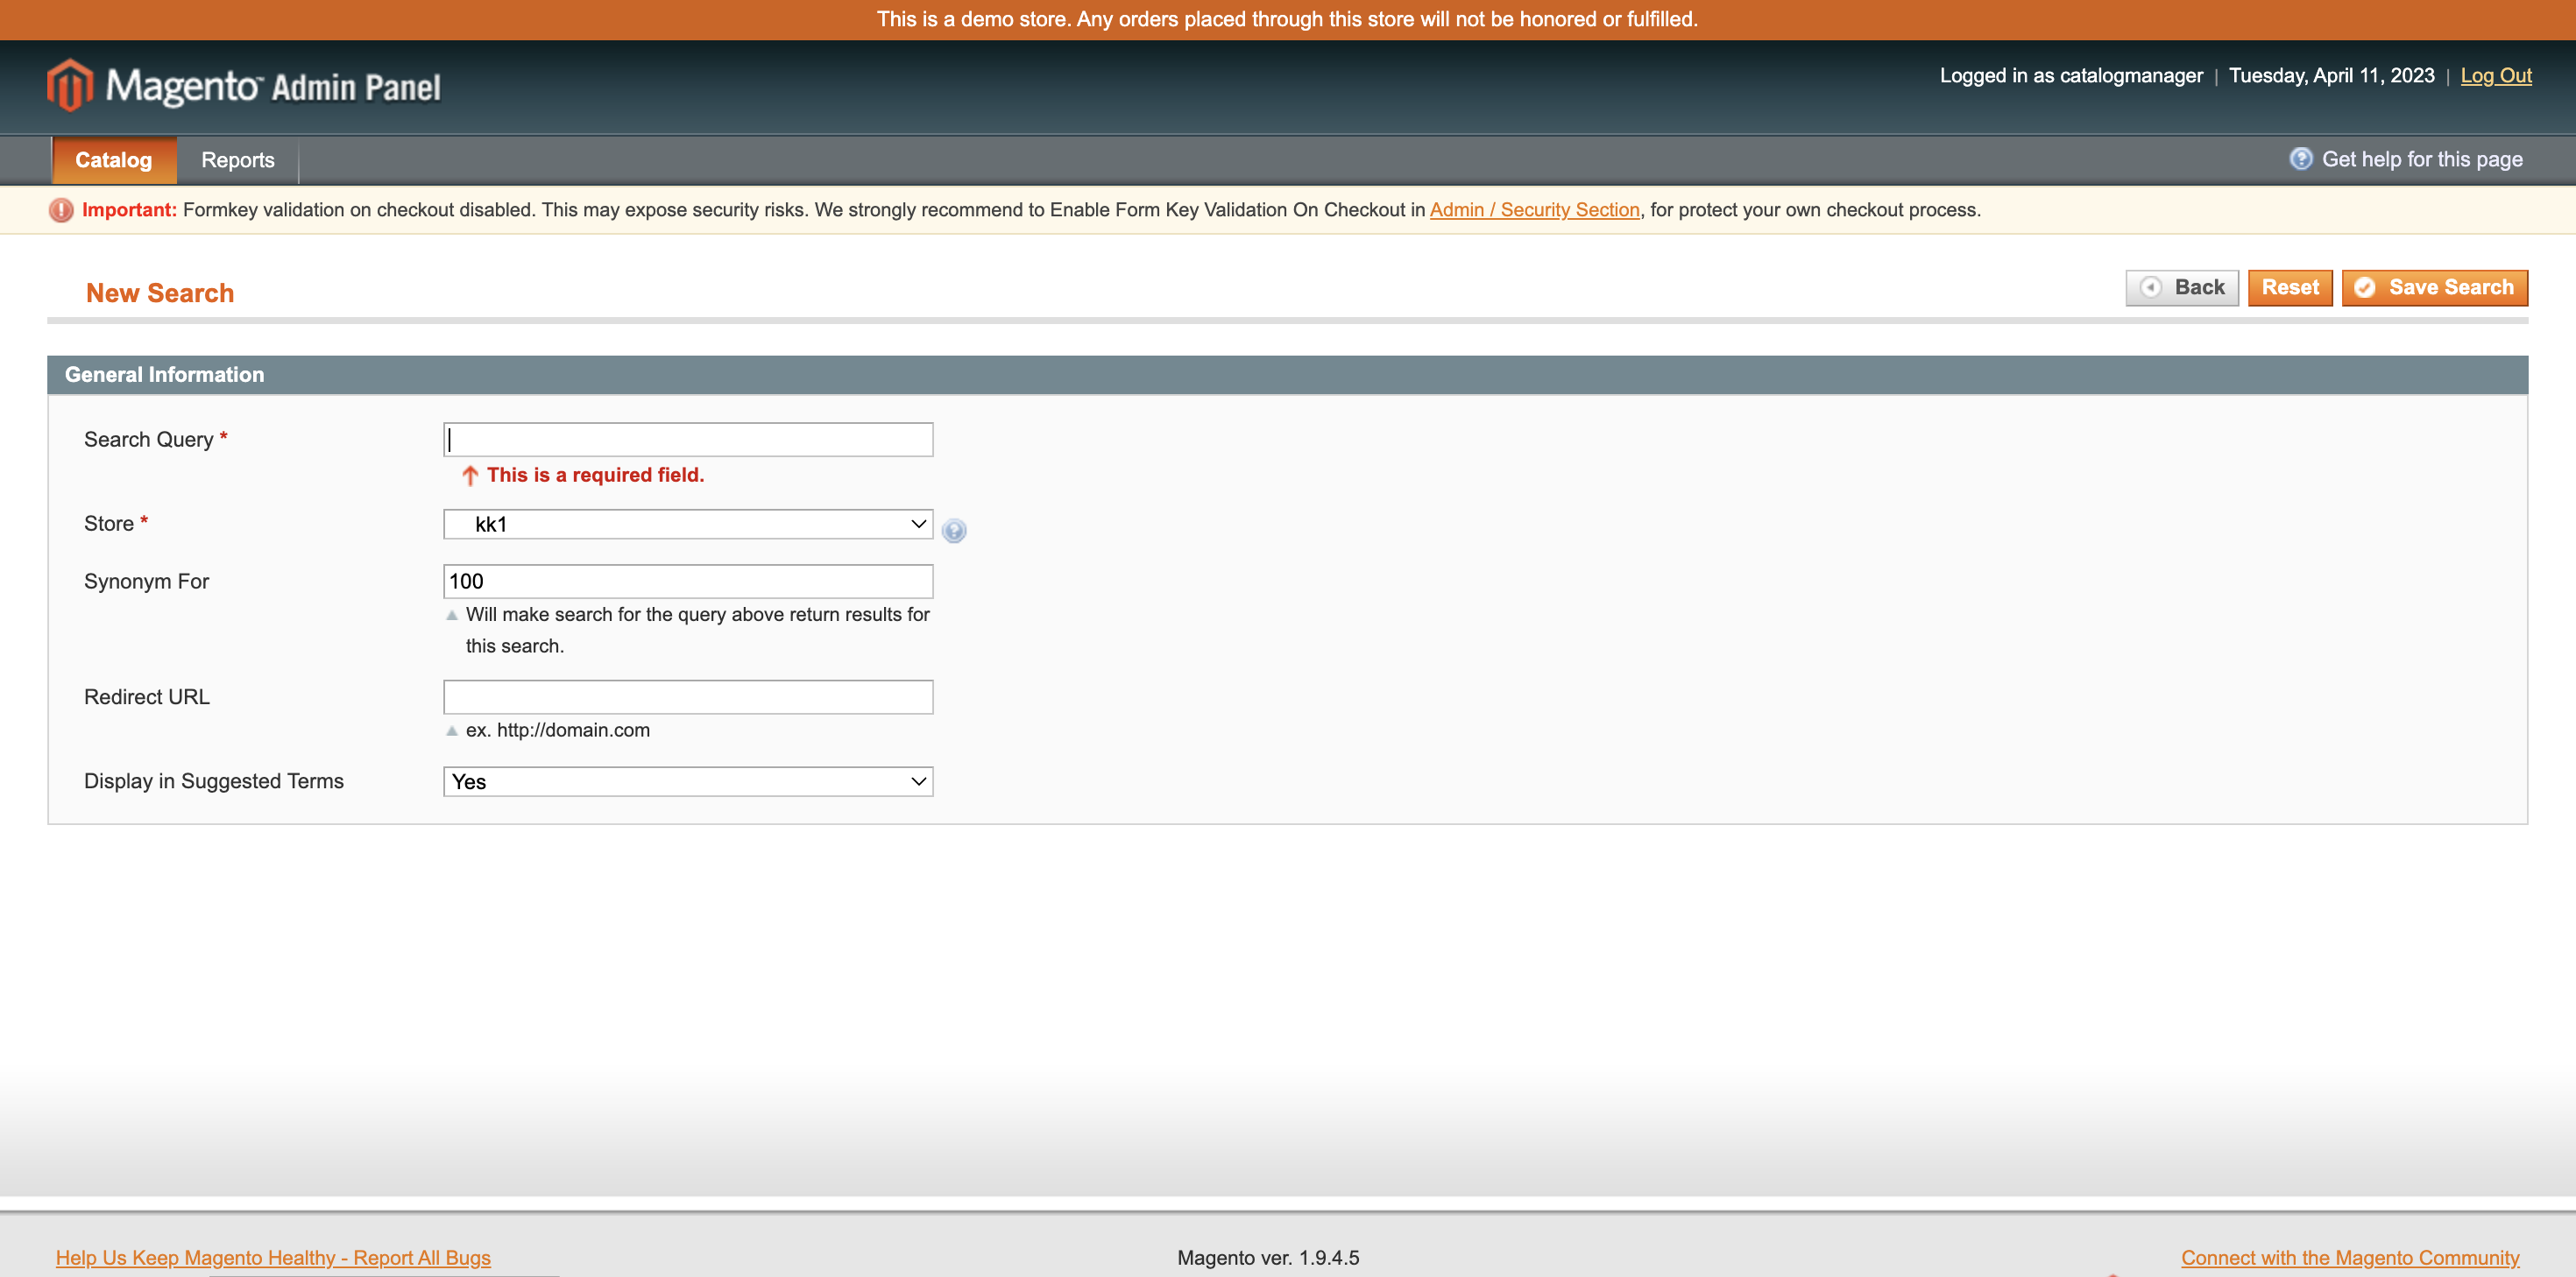 This is a demo store. Any orders placed through this store will not be honored or fulfilled.
Magento™ Admin Panel
Logged in as catalogmanager | Tuesday, April 11, 2023 | Log Out
Catalog Reports
Get help for this page
Important: Formkey validation on checkout disabled. This may expose security risks. We strongly recommend to Enable Form Key Validation On Checkout in Admin / Security Section, for protect your own checkout process.
New Search
Back Reset Save Search
General Information
Search Query *
This is a required field.
Store * kk1
Synonym For 100
Will make search for the query above return results for
this search.
Redirect URL
ex. http://domain.com
Display in Suggested Terms Yes
Help Us Keep Magento Healthy - Report All Bugs
Magento ver. 1.9.4.5
Connect with the Magento Community